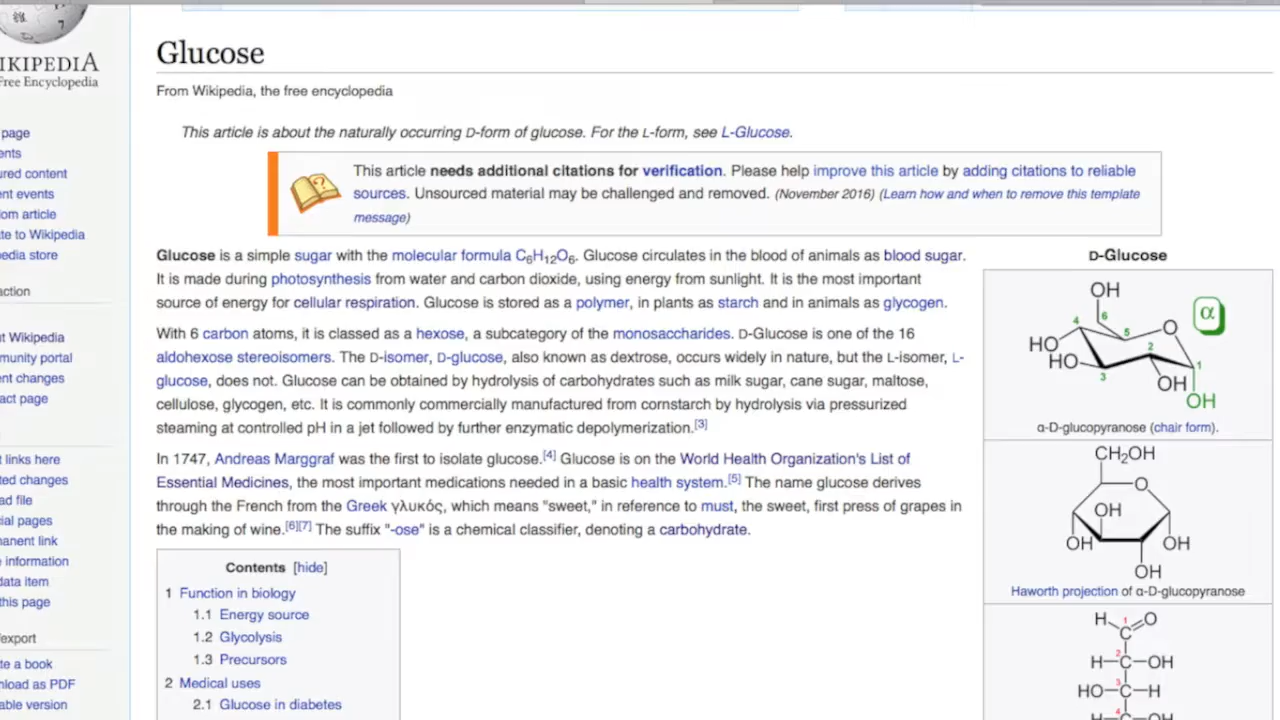 IKIPEDIA
Free Encyclopedia
page
ents
ured content
nt events
om article
te to Wikipedia
edia store
action
t Wikipedia
munity portal
nt changes
act page
links here
ted changes
ad file
ial pages
anent link
information
data item
this page
export
te a book
nload as PDF
able version
Glucose
From Wikipedia, the free encyclopedia
This article is about the naturally occurring D-form of glucose. For the L-form, see L-Glucose.
This article needs additional citations for verification. Please help improve this article by adding citations to reliable
sources. Unsourced material may be challenged and removed. (November 2016) (Learn how and when to remove this template
message)
Glucose is a simple sugar with the molecular formula C₆H₁₂O₆. Glucose circulates in the blood of animals as blood sugar.
It is made during photosynthesis from water and carbon dioxide, using energy from sunlight. It is the most important
source of energy for cellular respiration. Glucose is stored as a polymer, in plants as starch and in animals as glycogen.
With 6 carbon atoms, it is classed as a hexose, a subcategory of the monosaccharides. D-Glucose is one of the 16
aldohexose stereoisomers. The D-isomer, D-glucose, also known as dextrose, occurs widely in nature, but the L-isomer, L-
glucose, does not. Glucose can be obtained by hydrolysis of carbohydrates such as milk sugar, cane sugar, maltose,
cellulose, glycogen, etc. It is commonly commercially manufactured from cornstarch by hydrolysis via pressurized
steaming at controlled pH in a jet followed by further enzymatic depolymerization.[3]
In 1747, Andreas Marggraf was the first to isolate glucose.[4] Glucose is on the World Health Organization's List of
Essential Medicines, the most important medications needed in a basic health system.[5] The name glucose derives
through the French from the Greek γλυκός, which means "sweet," in reference to must, the sweet, first press of grapes in
the making of wine.[6][7] The suffix "-ose" is a chemical classifier, denoting a carbohydrate.
Contents [hide]
1 Function in biology
1.1 Energy source
1.2 Glycolysis
1.3 Precursors
2 Medical uses
2.1 Glucose in diabetes
D-Glucose
OH
α
4 6 5 O
HO
HO 2 1
3 OH
OH
α-D-glucopyranose (chair form).
CH₂OH
O
OH
OH OH
OH
Haworth projection of α-D-glucopyranose
H 1 O
C
2
H-C-OH
3
HO-C-H
4
H-C-OH